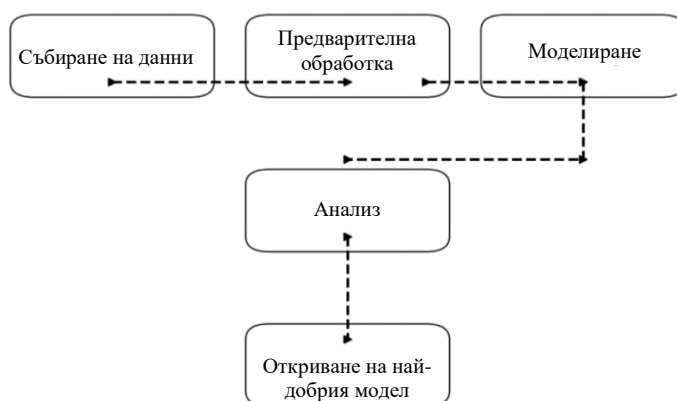 Събиране на данни
Предварителна
обработка
Моделиране
Анализ
Откриване на най-
добрия модел